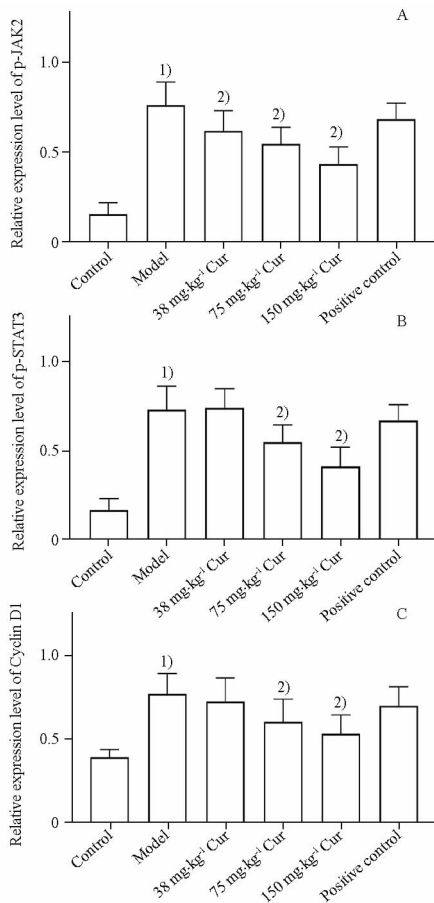 A
Relative expression level of p-JAK2
1.0
0.5
0
1)
2)
2)
2)
Control
Model
38 mg·kg⁻¹ Cur
75 mg·kg⁻¹ Cur
150 mg·kg⁻¹ Cur
Positive control
B
Relative expression level
of p-STAT3
1.0
0.5
0
1)
2)
2)
Control
Model
38 mg·kg⁻¹ Cur
75 mg·kg⁻¹ Cur
150 mg·kg⁻¹ Cur
Positive control
C
Relative expression level of Cyclin D1
1.0
0.5
0
1)
2)
2)
Control
Model
38 mg·kg⁻¹ Cur
75 mg·kg⁻¹ Cur
150 mg·kg⁻¹ Cur
Positive control